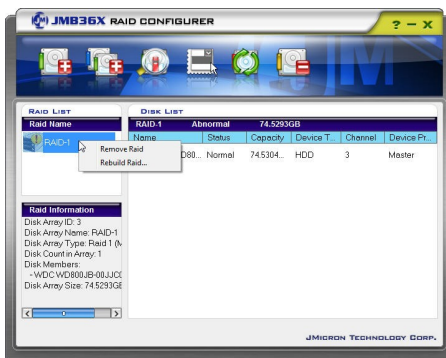 JMB36X RAID CONFIGURER
? – X
RAID LIST
Raid Name
RAID-1
Remove Raid
Rebuild Raid...
DISK LIST
RAID-1 Abnormal 74.5293GB
Name Status Capacity Device T... Channel Device Pr...
D80... Normal 74.5304... HDD 3 Master
Raid Information
Disk Array ID: 3
Disk Array Name: RAID-1
Disk Array Type: Raid 1 (M
Disk Count in Array: 1
Disk Members:
- WDC WD800JB-00JJC
Disk Array Size: 74.5293GB
JMICRON TECHNOLOGY CORP.